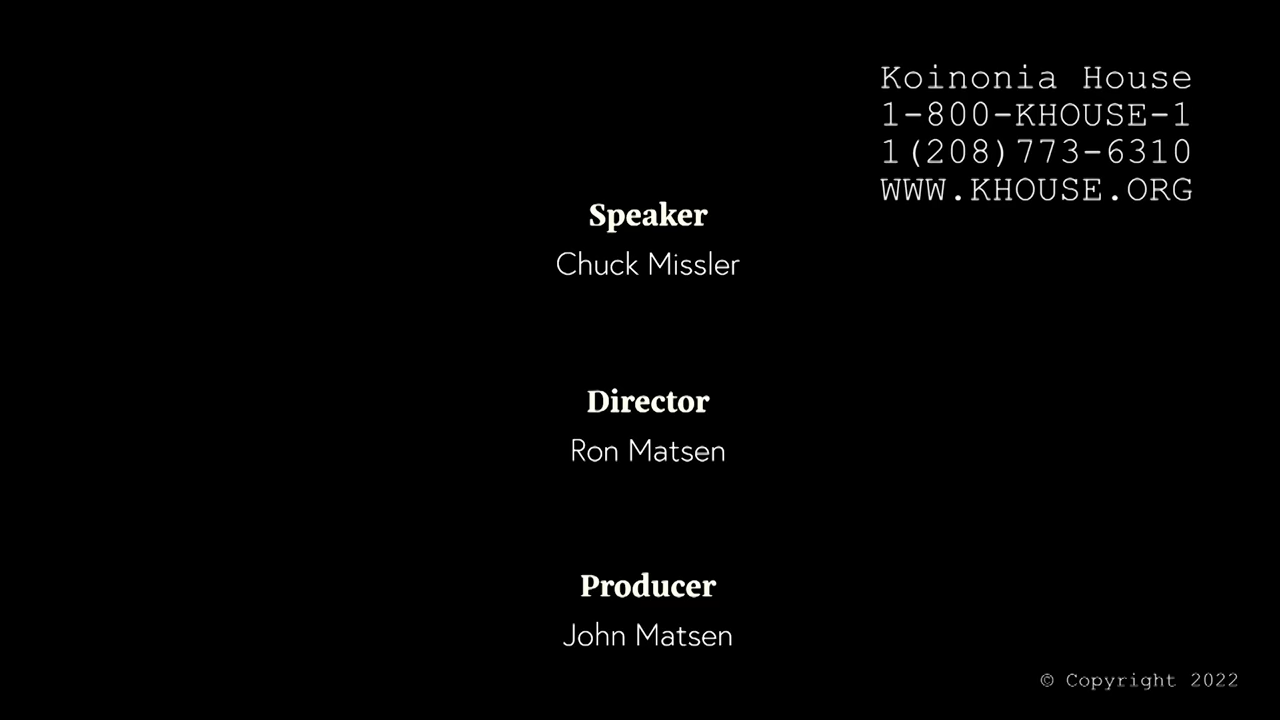 Koinonia House
1-800-KHOUSE-1
1(208)773-6310
WWW.KHOUSE.ORG
Speaker
Chuck Missler
Director
Ron Matsen
Producer
John Matsen
© Copyright 2022